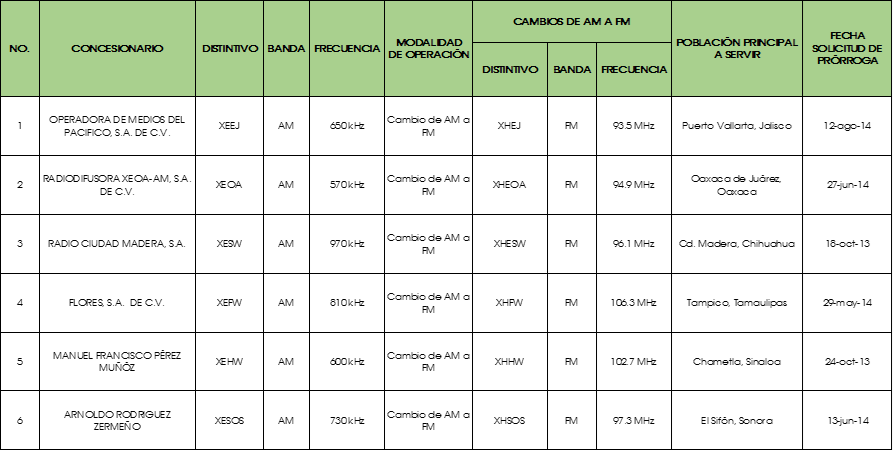 NO.
CONCESIONARIO
DISTINTIVO
BANDA
FRECUENCIA
MODALIDAD
DE OPERACIÓN
CAMBIOS DE AM A FM
DISTINTIVO
BANDA
FRECUENCIA
POBLACIÓN PRINCIPAL
A SERVIR
FECHA
SOLICITUD DE
PRÓRROGA
1
OPERADORA DE MEDIOS DEL
PACIFICO, S.A. DE C.V.
XEEJ
AM
650 kHz
Cambio de AM a
FM
XHEJ
FM
93.5 MHz
Puerto Vallarta, Jalisco
12-ago-14
2
RADIODIFUSORA XEOA-AM, S.A.
DE C.V.
XEOA
AM
570 kHz
Cambio de AM a
FM
XHEOA
FM
94.9 MHz
Oaxaca de Juárez,
Oaxaca
27-jun-14
3
RADIO CIUDAD MADERA, S.A.
XESW
AM
970 kHz
Cambio de AM a
FM
XHESW
FM
96.1 MHz
Cd. Madera, Chihuahua
18-oct-13
4
FLORES, S.A. DE C.V.
XEFW
AM
810 kHz
Cambio de AM a
FM
XHFW
FM
106.3 MHz
Tampico, Tamaulipas
29-may-14
5
MANUEL FRANCISCO PÉREZ
MUÑÓZ
XEHW
AM
600 kHz
Cambio de AM a
FM
XHHW
FM
102.7 MHz
Chametla, Sinaloa
24-oct-13
6
ARNOLDO RODRIGUEZ
ZERMEÑO
XESOS
AM
730 kHz
Cambio de AM a
FM
XHSOS
FM
97.3 MHz
El Sifón, Sonora
13-jun-14